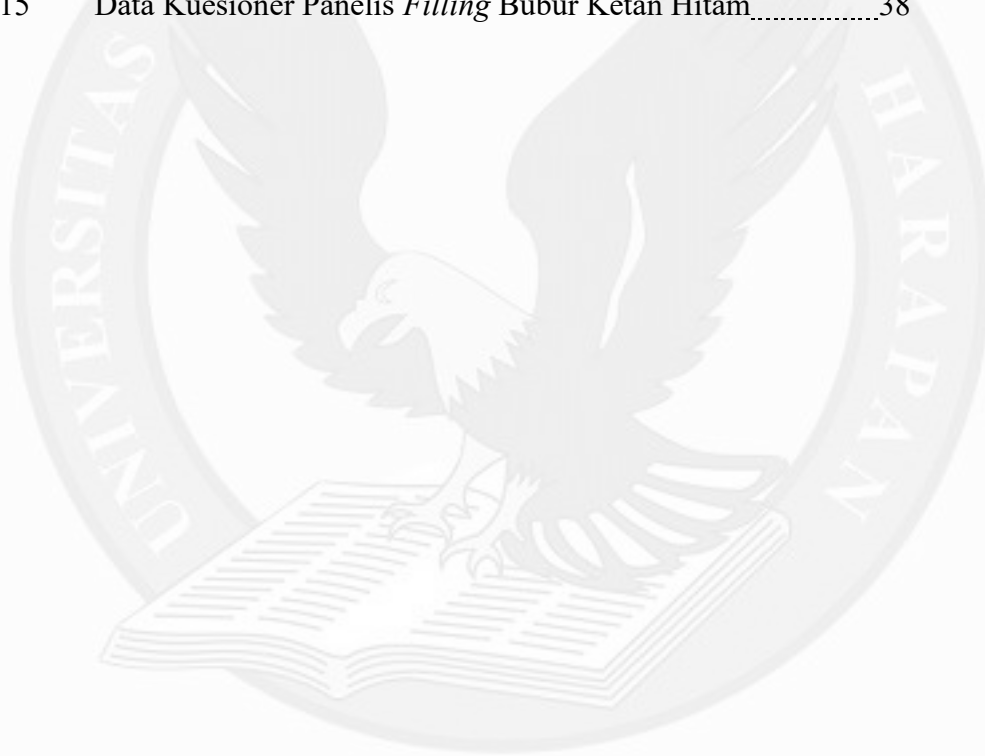 15 Data Kuesioner Panelis Filling Bubur Ketan Hitam 38
UNIVERSITAS
HARAPAN